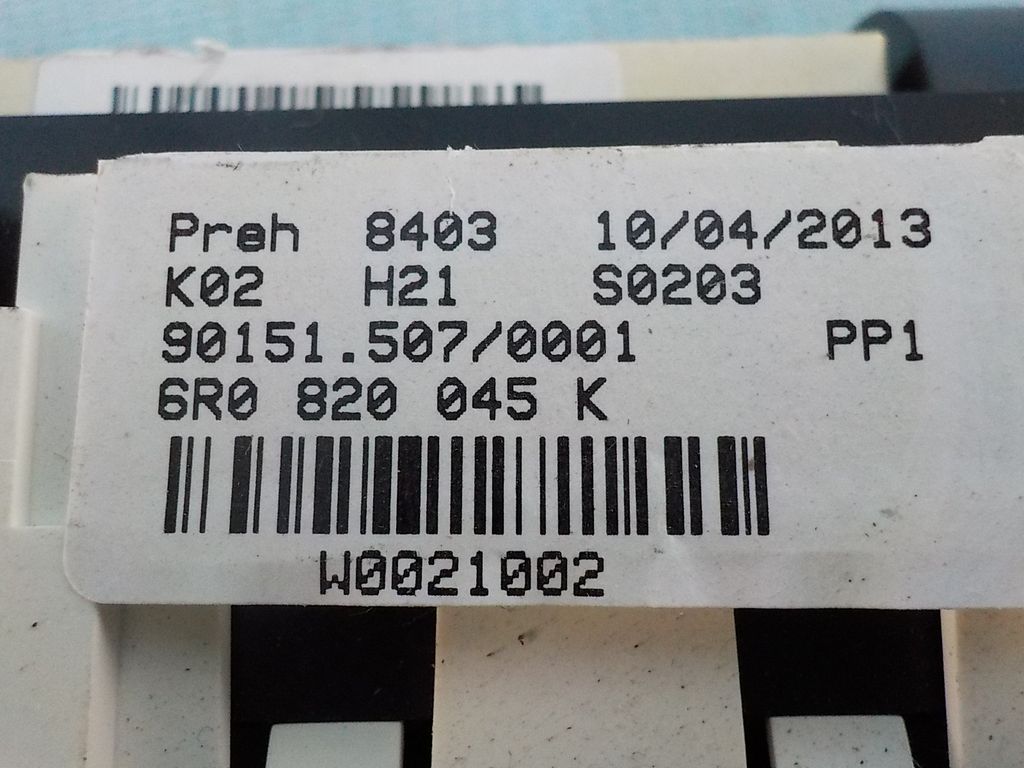 Preh 8403 10/04/2013
K02 H21 S0203
90151.507/0001 PP1
6R0 820 045 K
W0021002